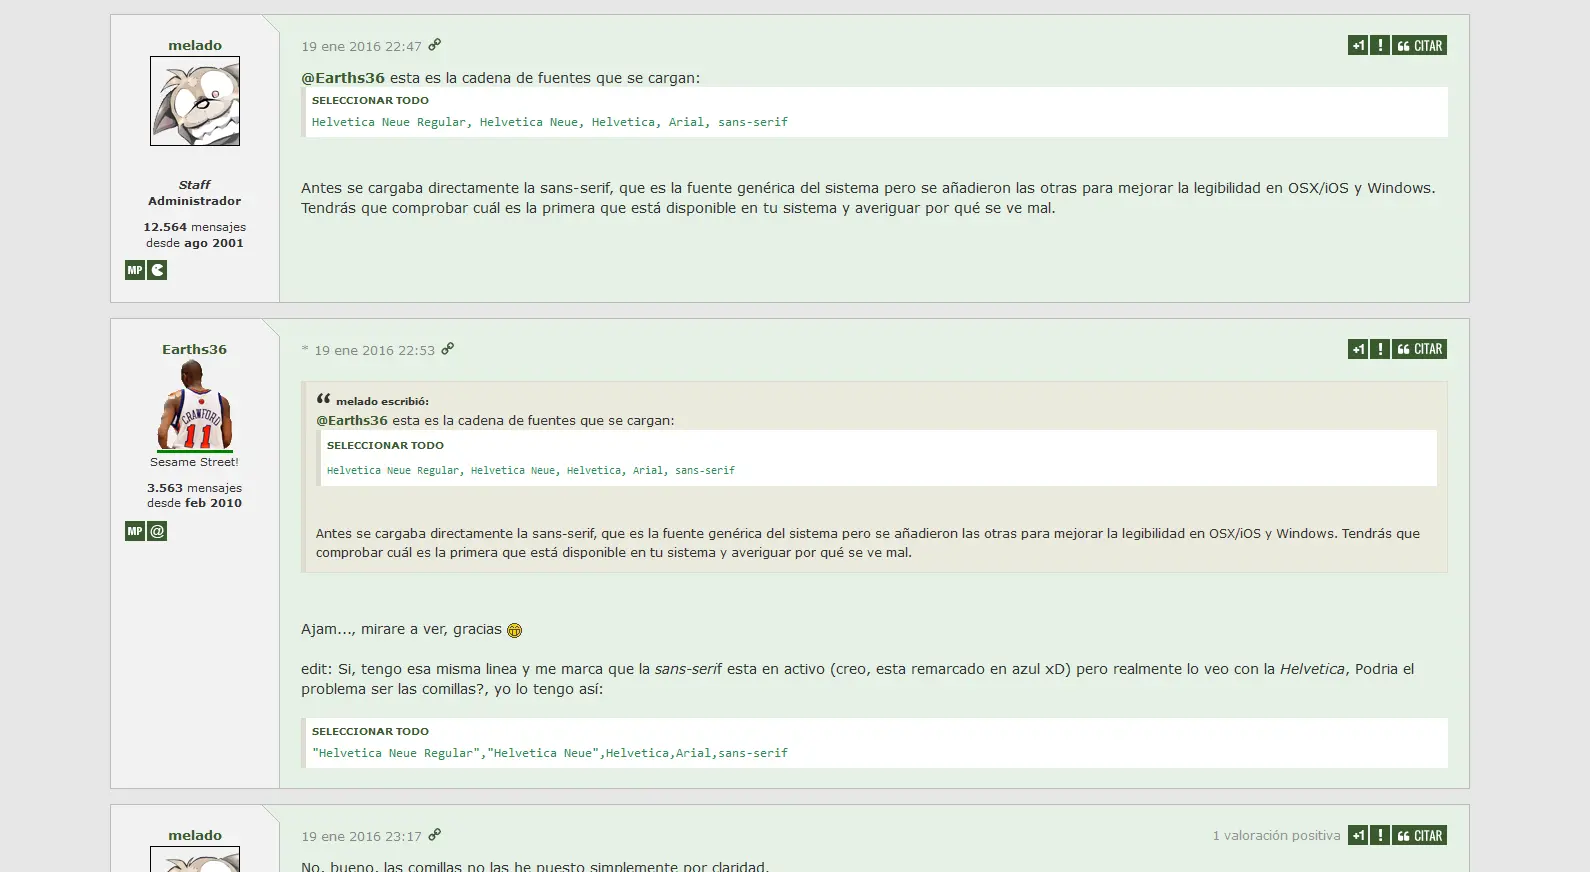 melado
19 ene 2016 22:47
+1 ! CITAR
@Earths36 esta es la cadena de fuentes que se cargan:
SELECCIONAR TODO
Helvetica Neue Regular, Helvetica Neue, Helvetica, Arial, sans-serif
Staff
Administrador
12.564 mensajes
desde ago 2001
MP
Antes se cargaba directamente la sans-serif, que es la fuente genérica del sistema pero se añadieron las otras para mejorar la legibilidad en OSX/iOS y Windows.
Tendrás que comprobar cuál es la primera que está disponible en tu sistema y averiguar por qué se ve mal.
Earths36
CRAWFORD
11
Sesame Street!
3.563 mensajes
desde feb 2010
MP @
* 19 ene 2016 22:53
+1 ! CITAR
melado escribió:
@Earths36 esta es la cadena de fuentes que se cargan:
SELECCIONAR TODO
Helvetica Neue Regular, Helvetica Neue, Helvetica, Arial, sans-serif
Antes se cargaba directamente la sans-serif, que es la fuente genérica del sistema pero se añadieron las otras para mejorar la legibilidad en OSX/iOS y Windows. Tendrás que
comprobar cuál es la primera que está disponible en tu sistema y averiguar por qué se ve mal.
Ajam..., mirare a ver, gracias
edit: Si, tengo esa misma linea y me marca que la sans-serif esta en activo (creo, esta remarcado en azul xD) pero realmente lo veo con la Helvetica, Podria el
problema ser las comillas?, yo lo tengo así:
SELECCIONAR TODO
"Helvetica Neue Regular","Helvetica Neue",Helvetica,Arial,sans-serif
melado
19 ene 2016 23:17
1 valoración positiva +1 ! CITAR
No, bueno, las comillas no las he puesto simplemente por claridad.